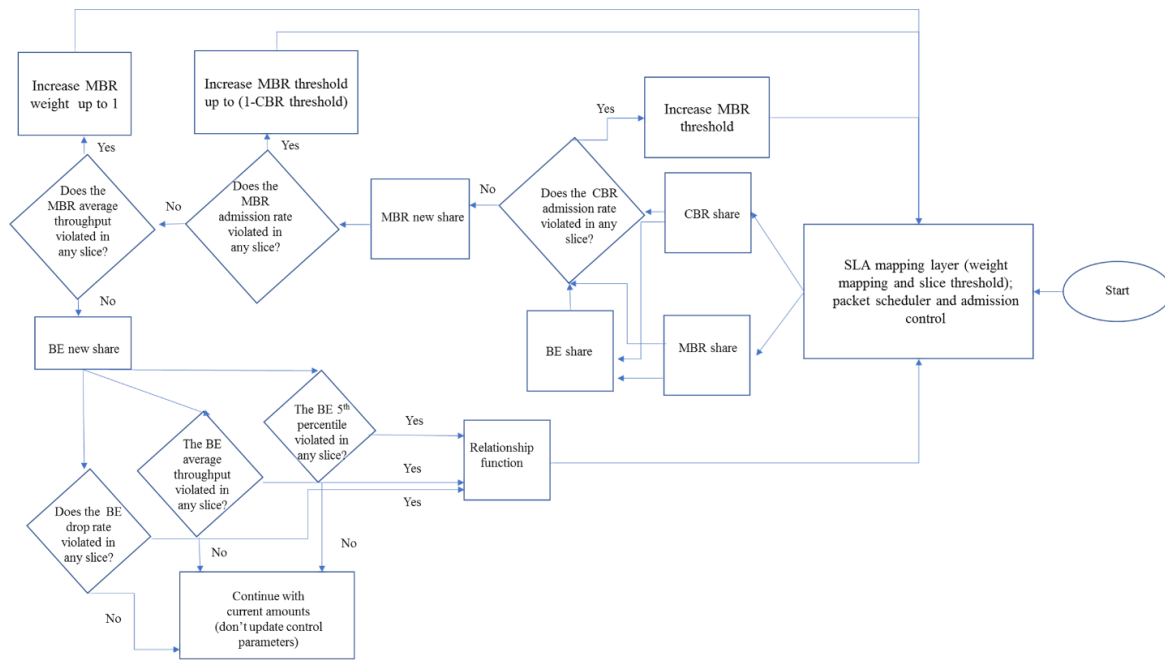 Increase MBR
weight up to 1
Increase MBR threshold
up to (1-CBR threshold)
Yes
Increase MBR
threshold
Yes
Yes
Does the
MBR average
throughput
violated in
any slice?
No
Does the
MBR
admission rate
violated in
any slice?
MBR new share
No
Does the CBR
admission rate
violated in any
slice?
CBR share
SLA mapping layer (weight
mapping and slice threshold);
packet scheduler and admission
control
Start
No
BE new share
BE share
MBR share
The BE 5th
percentile
violated in
any slice?
Yes
Relationship
function
The BE
average
throughput
violated in
any slice?
Yes
Yes
Does the BE
drop rate
violated in
any slice?
No
No
No
Continue with
current amounts
(don't update control
parameters)